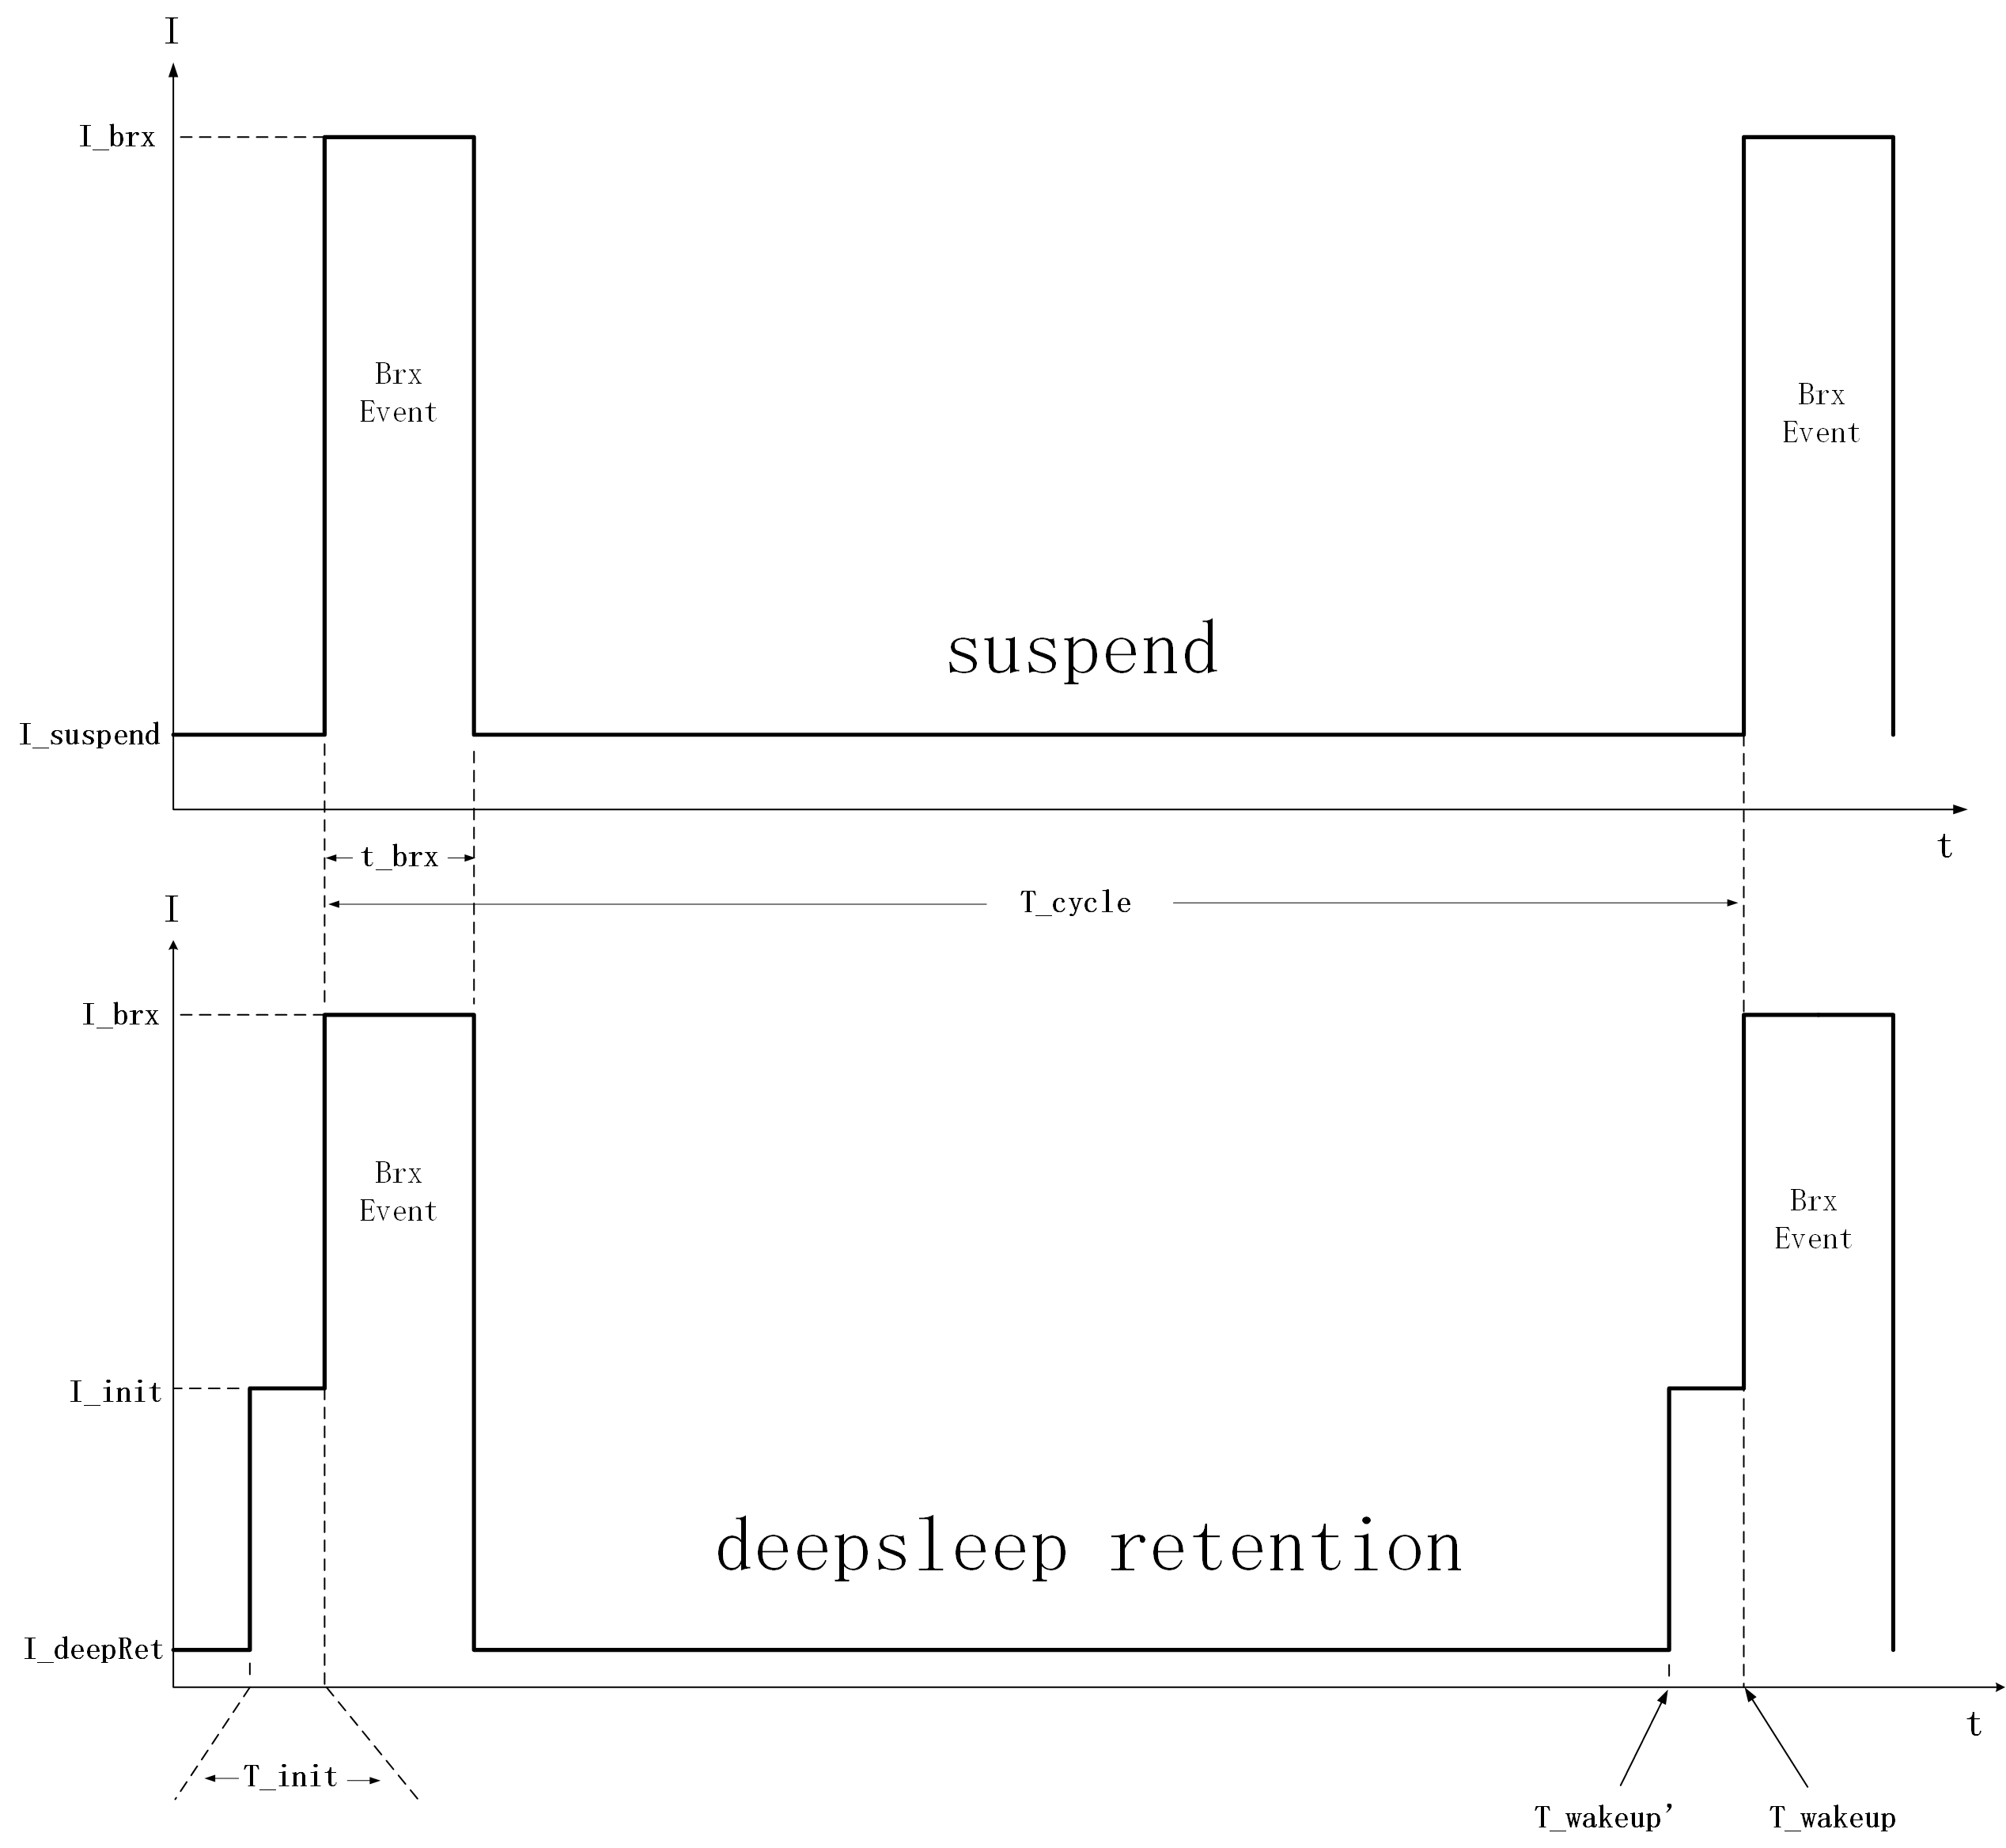 I
I_brx
Brx
Event
Brx
Event
suspend
I_suspend
t
t_brx
T_cycle
I
I_brx
Brx
Event
Brx
Event
I_init
deepsleep retention
I_deepRet
t
T_init
T_wakeup’
T_wakeup